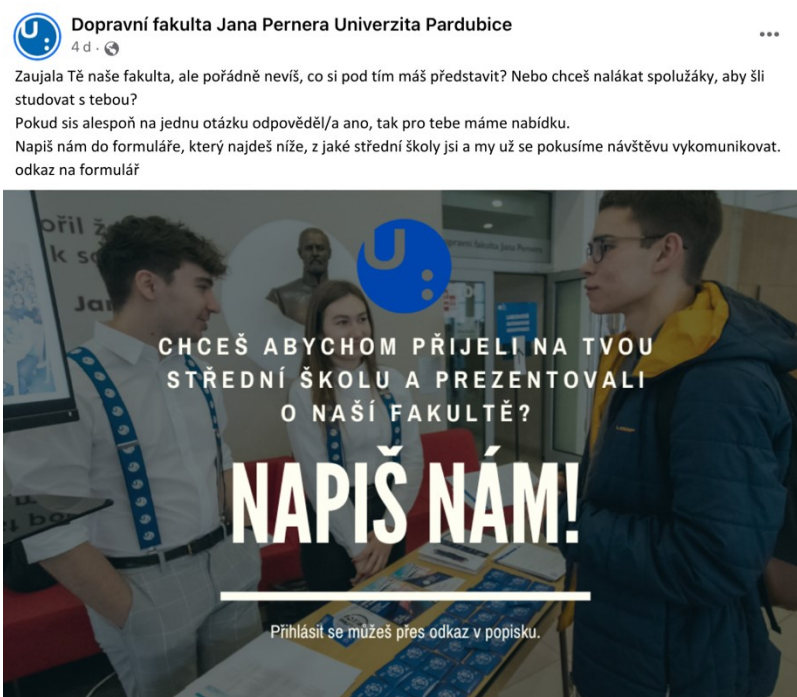 Dopravní fakulta Jana Pernera Univerzita Pardubice
4 d ·
Zaujala Tě naše fakulta, ale pořádně nevíš, co si pod tím máš představit? Nebo chceš nalákat spolužáky, aby šli
studovat s tebou?
Pokud sis alespoň na jednu otázku odpověděl/a ano, tak pro tebe máme nabídku.
Napiš nám do formuláře, který najdeš níže, z jaké střední školy jsi a my už se pokusíme návštěvu vykomunikovat.
odkaz na formulář
U:
CHCEŠ ABYCHOM PŘIJELI NA TVOU
STŘEDNÍ ŠKOLU A PREZENTOVALI
O NAŠÍ FAKULTĚ?
NAPIŠ NÁM!
Přihlásit se můžeš přes odkaz v popisku.